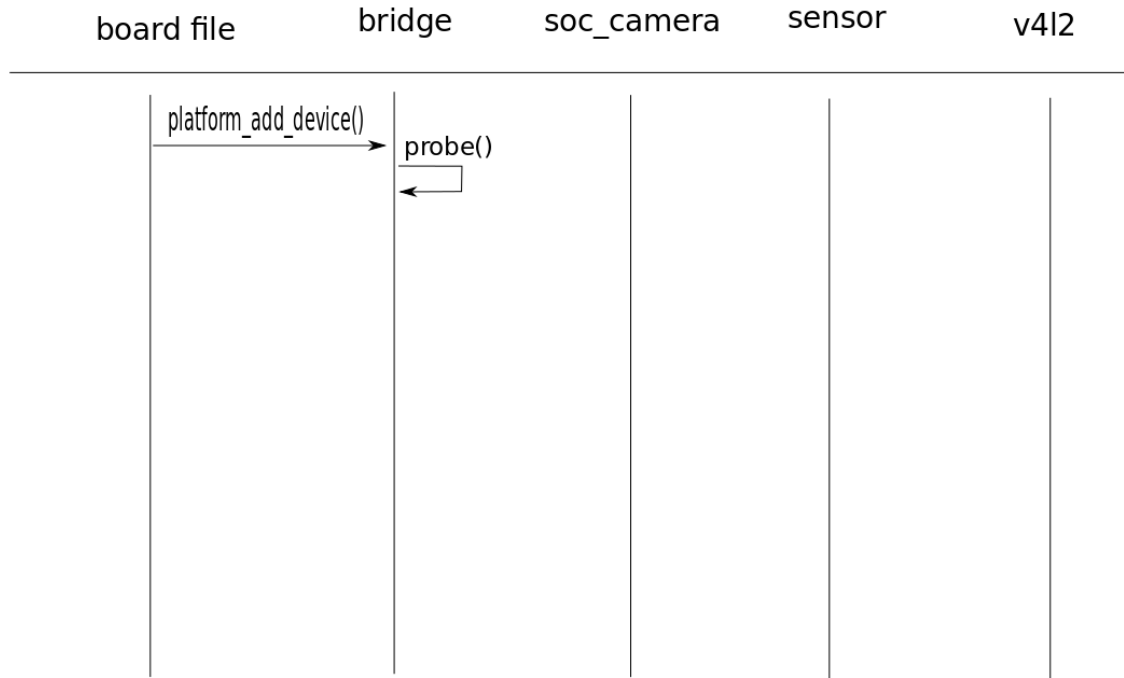 board file
bridge
soc_camera
sensor
v4l2
platform_add_device()
probe()